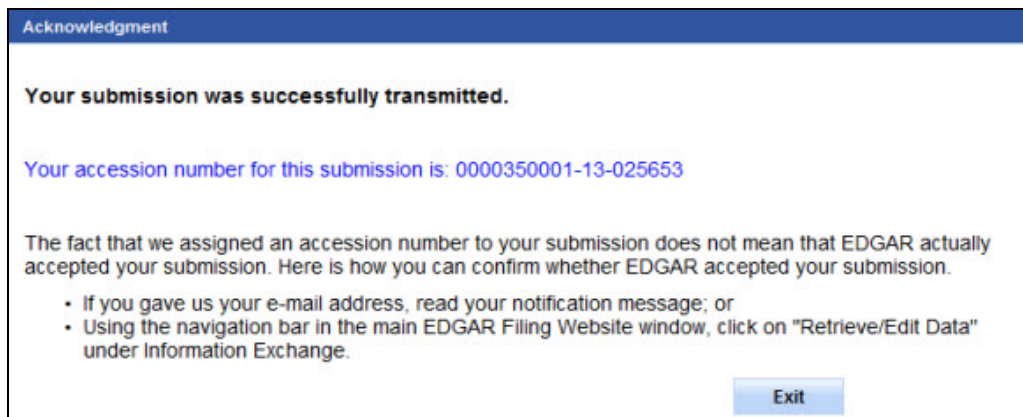 Acknowledgment
Your submission was successfully transmitted.
Your accession number for this submission is: 0000350001-13-025653
The fact that we assigned an accession number to your submission does not mean that EDGAR actually
accepted your submission. Here is how you can confirm whether EDGAR accepted your submission.
• If you gave us your e-mail address, read your notification message; or
• Using the navigation bar in the main EDGAR Filing Website window, click on "Retrieve/Edit Data"
under Information Exchange.
Exit